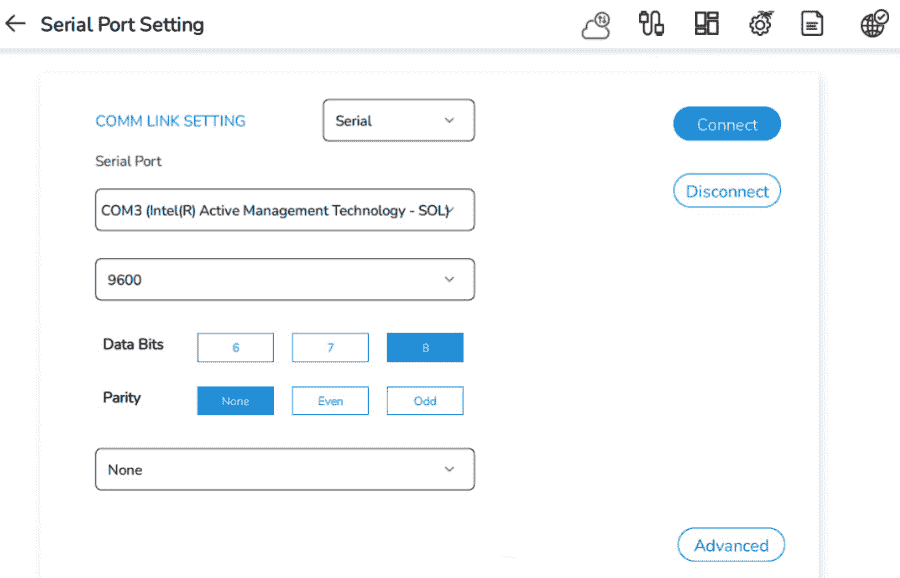 Serial Port Setting
COMM LINK SETTING
Serial
Connect
Serial Port
Disconnect
COM3 (Intel(R) Active Management Technology - SOL)
9600
Data Bits
6
7
8
Parity
None
Even
Odd
None
Advanced